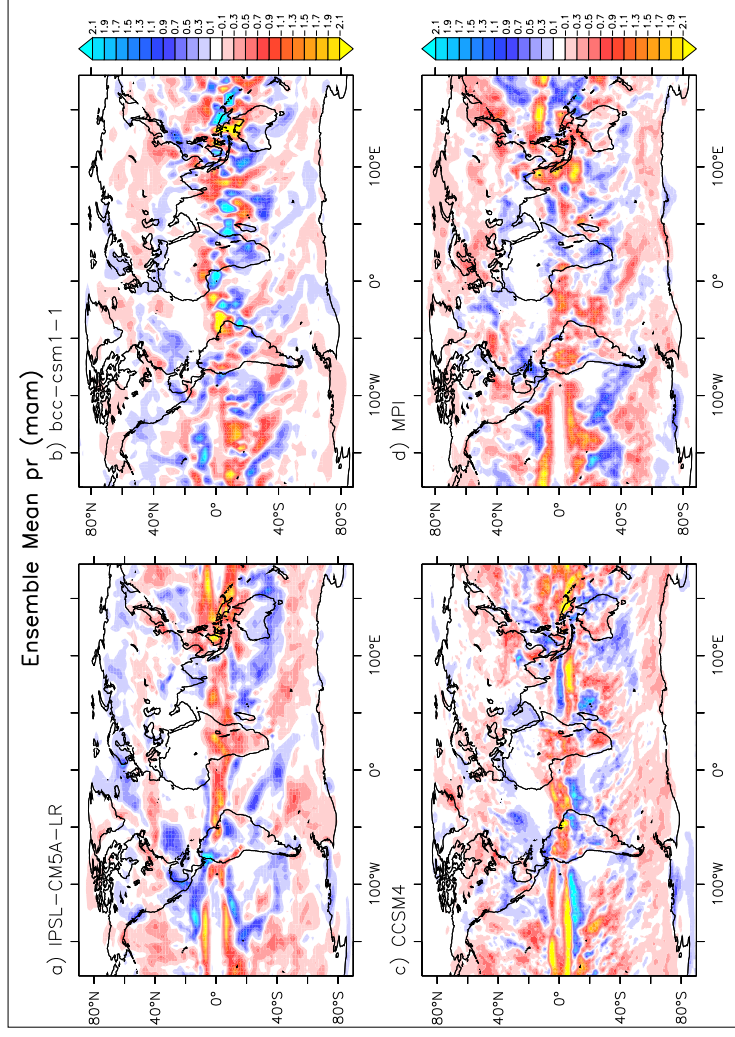 Ensemble Mean pr (mam)
a) IPSL-CM5A-LR
80°N
40°N
0°
40°S
80°S
100°W
0°
100°E
b) bcc-csm1-1
80°N
40°N
0°
40°S
80°S
100°W
0°
100°E
2.1
1.9
1.7
1.5
1.3
1.1
0.9
0.7
0.5
0.3
0.1
-0.1
-0.3
-0.5
-0.7
-0.9
-1.1
-1.3
-1.5
-1.7
-1.9
-2.1
c) CCSM4
80°N
40°N
0°
40°S
80°S
100°W
0°
100°E
d) MPI
80°N
40°N
0°
40°S
80°S
100°W
0°
100°E
2.1
1.9
1.7
1.5
1.3
1.1
0.9
0.7
0.5
0.3
0.1
-0.1
-0.3
-0.5
-0.7
-0.9
-1.1
-1.3
-1.5
-1.7
-1.9
-2.1